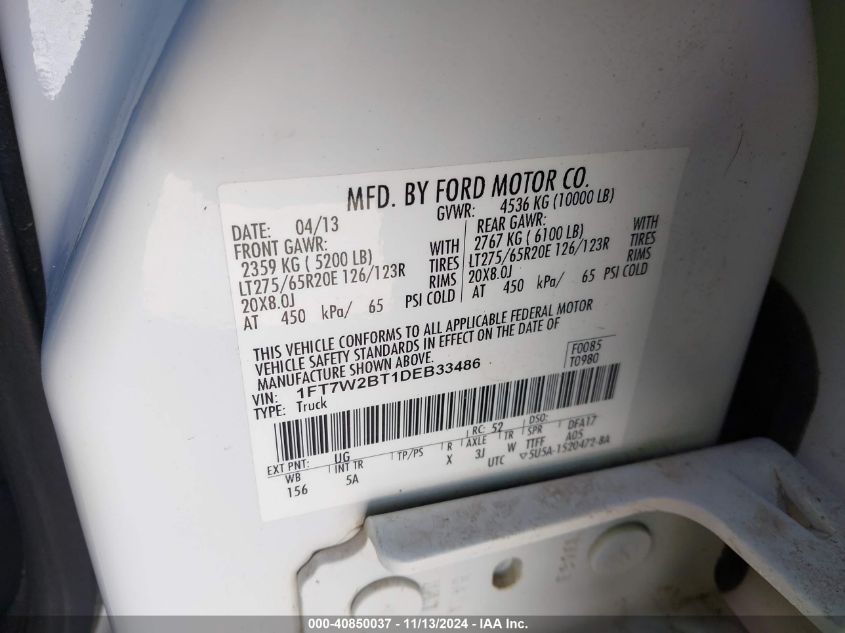 MFD. BY FORD MOTOR CO.
DATE: 04/13 GVWR: 4536 KG (10000 LB)
FRONT GAWR: REAR GAWR:
2359 KG ( 5200 LB) WITH 2767 KG ( 6100 LB) WITH
LT275/65R20E 126/123R TIRES LT275/65R20E 126/123R TIRES
20X8.0J RIMS 20X8.0J RIMS
AT 450 kPa/ 65 PSI COLD AT 450 kPa/ 65 PSI COLD
THIS VEHICLE CONFORMS TO ALL APPLICABLE FEDERAL MOTOR
VEHICLE SAFETY STANDARDS IN EFFECT ON THE DATE OF
MANUFACTURE SHOWN ABOVE.
VIN: 1FT7W2BT1DEB33486 F0085
TYPE: Truck T0980
EXT PNT: UG RC: 52 DSO:
WB INT TR TP/PS R AXLE TR SPR DFA17
156 5A X 3J W TTFF A05
UTC ▽5U5A-1520472-8A
000-40850037 - 11/13/2024 - IAA Inc.